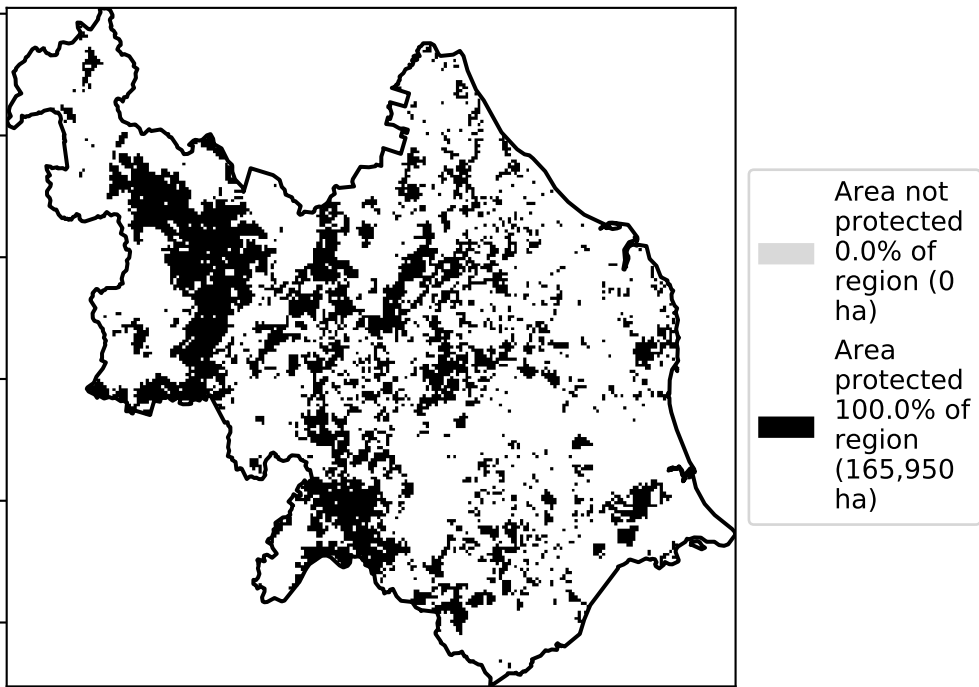 Area not
protected
0.0% of
region (0
ha)
Area
protected
100.0% of
region
(165,950
ha)